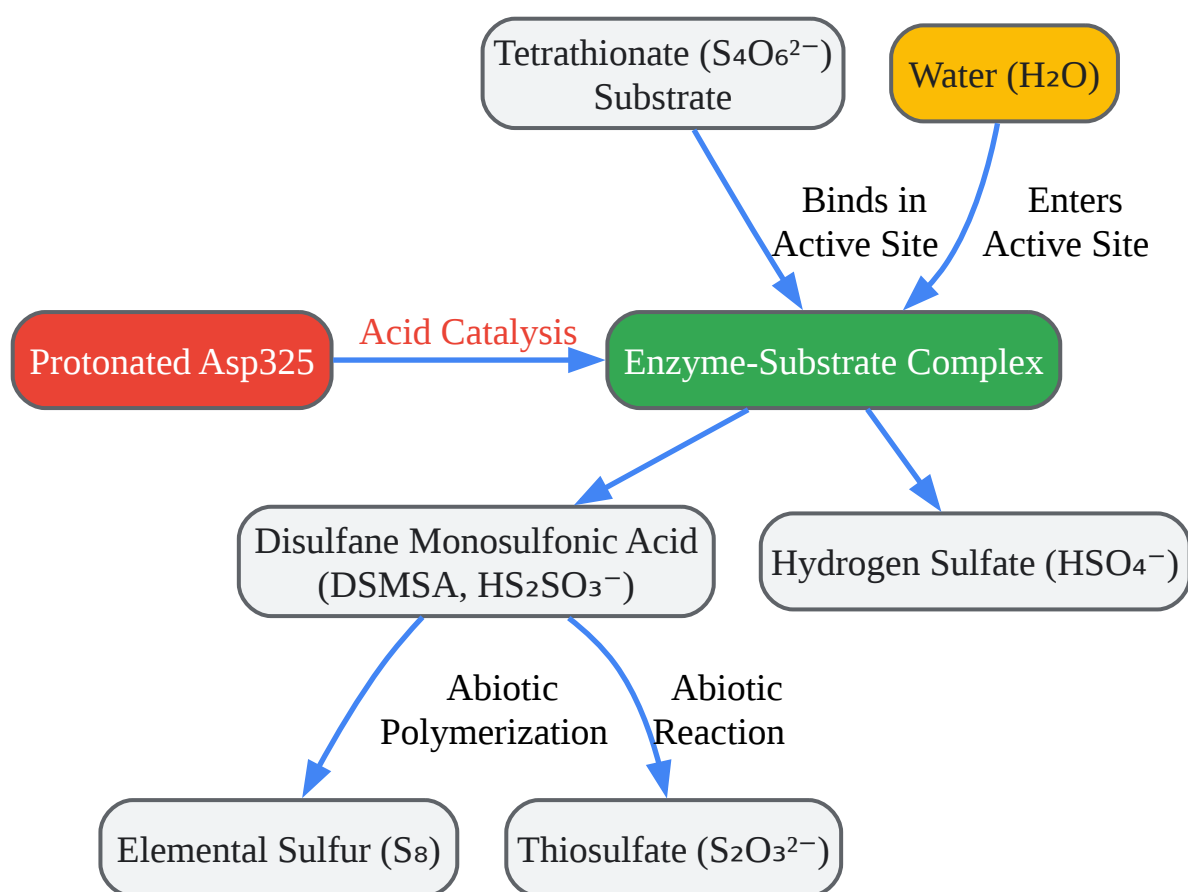 Tetrathionate (S₄O₆²⁻)
Substrate
Water (H₂O)
Binds in
Active Site
Enters
Active Site
Protonated Asp325
Acid Catalysis
Enzyme-Substrate Complex
Disulfane Monosulfonic Acid
(DSMSA, HS₂SO₃⁻)
Hydrogen Sulfate (HSO₄⁻)
Abiotic
Polymerization
Abiotic
Reaction
Elemental Sulfur (S₈)
Thiosulfate (S₂O₃²⁻)